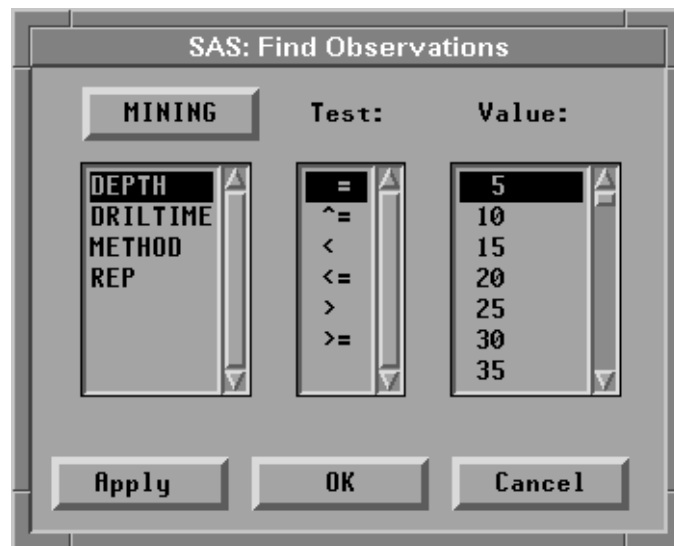 SAS: Find Observations
MINING
Test:
Value:
DEPTH
DRILTIME
METHOD
REP
=
^=
<
<=
>
>=
5
10
15
20
25
30
35
Apply
OK
Cancel